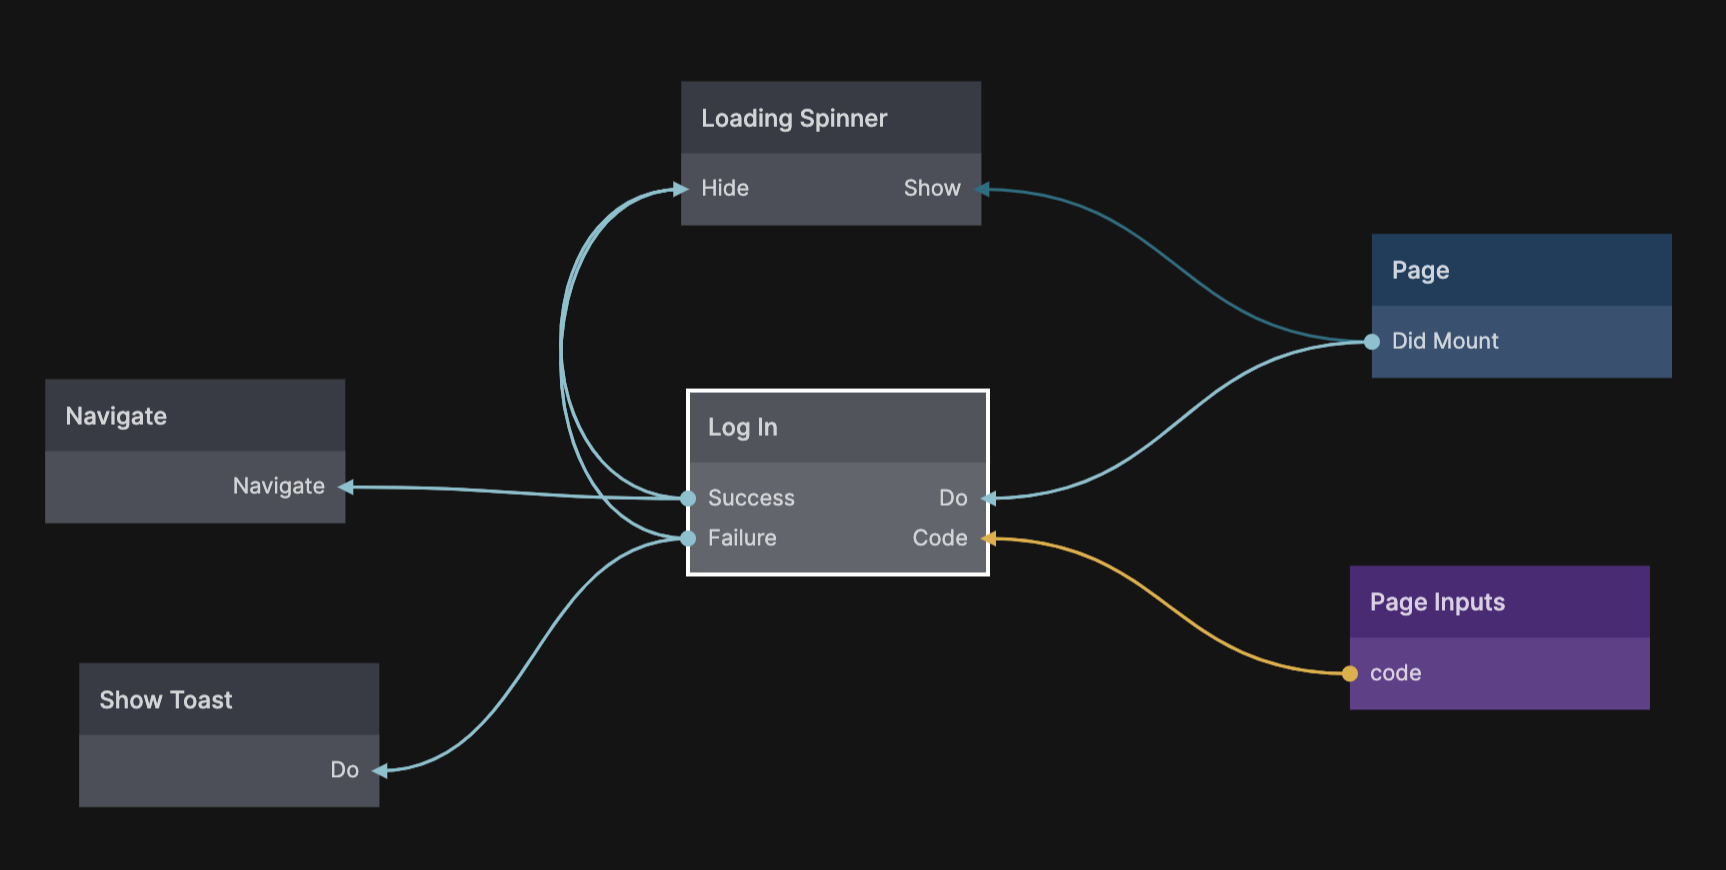 Loading Spinner
Hide
Show
Page
Did Mount
Navigate
Navigate
Log In
Success
Do
Failure
Code
Page Inputs
code
Show Toast
Do